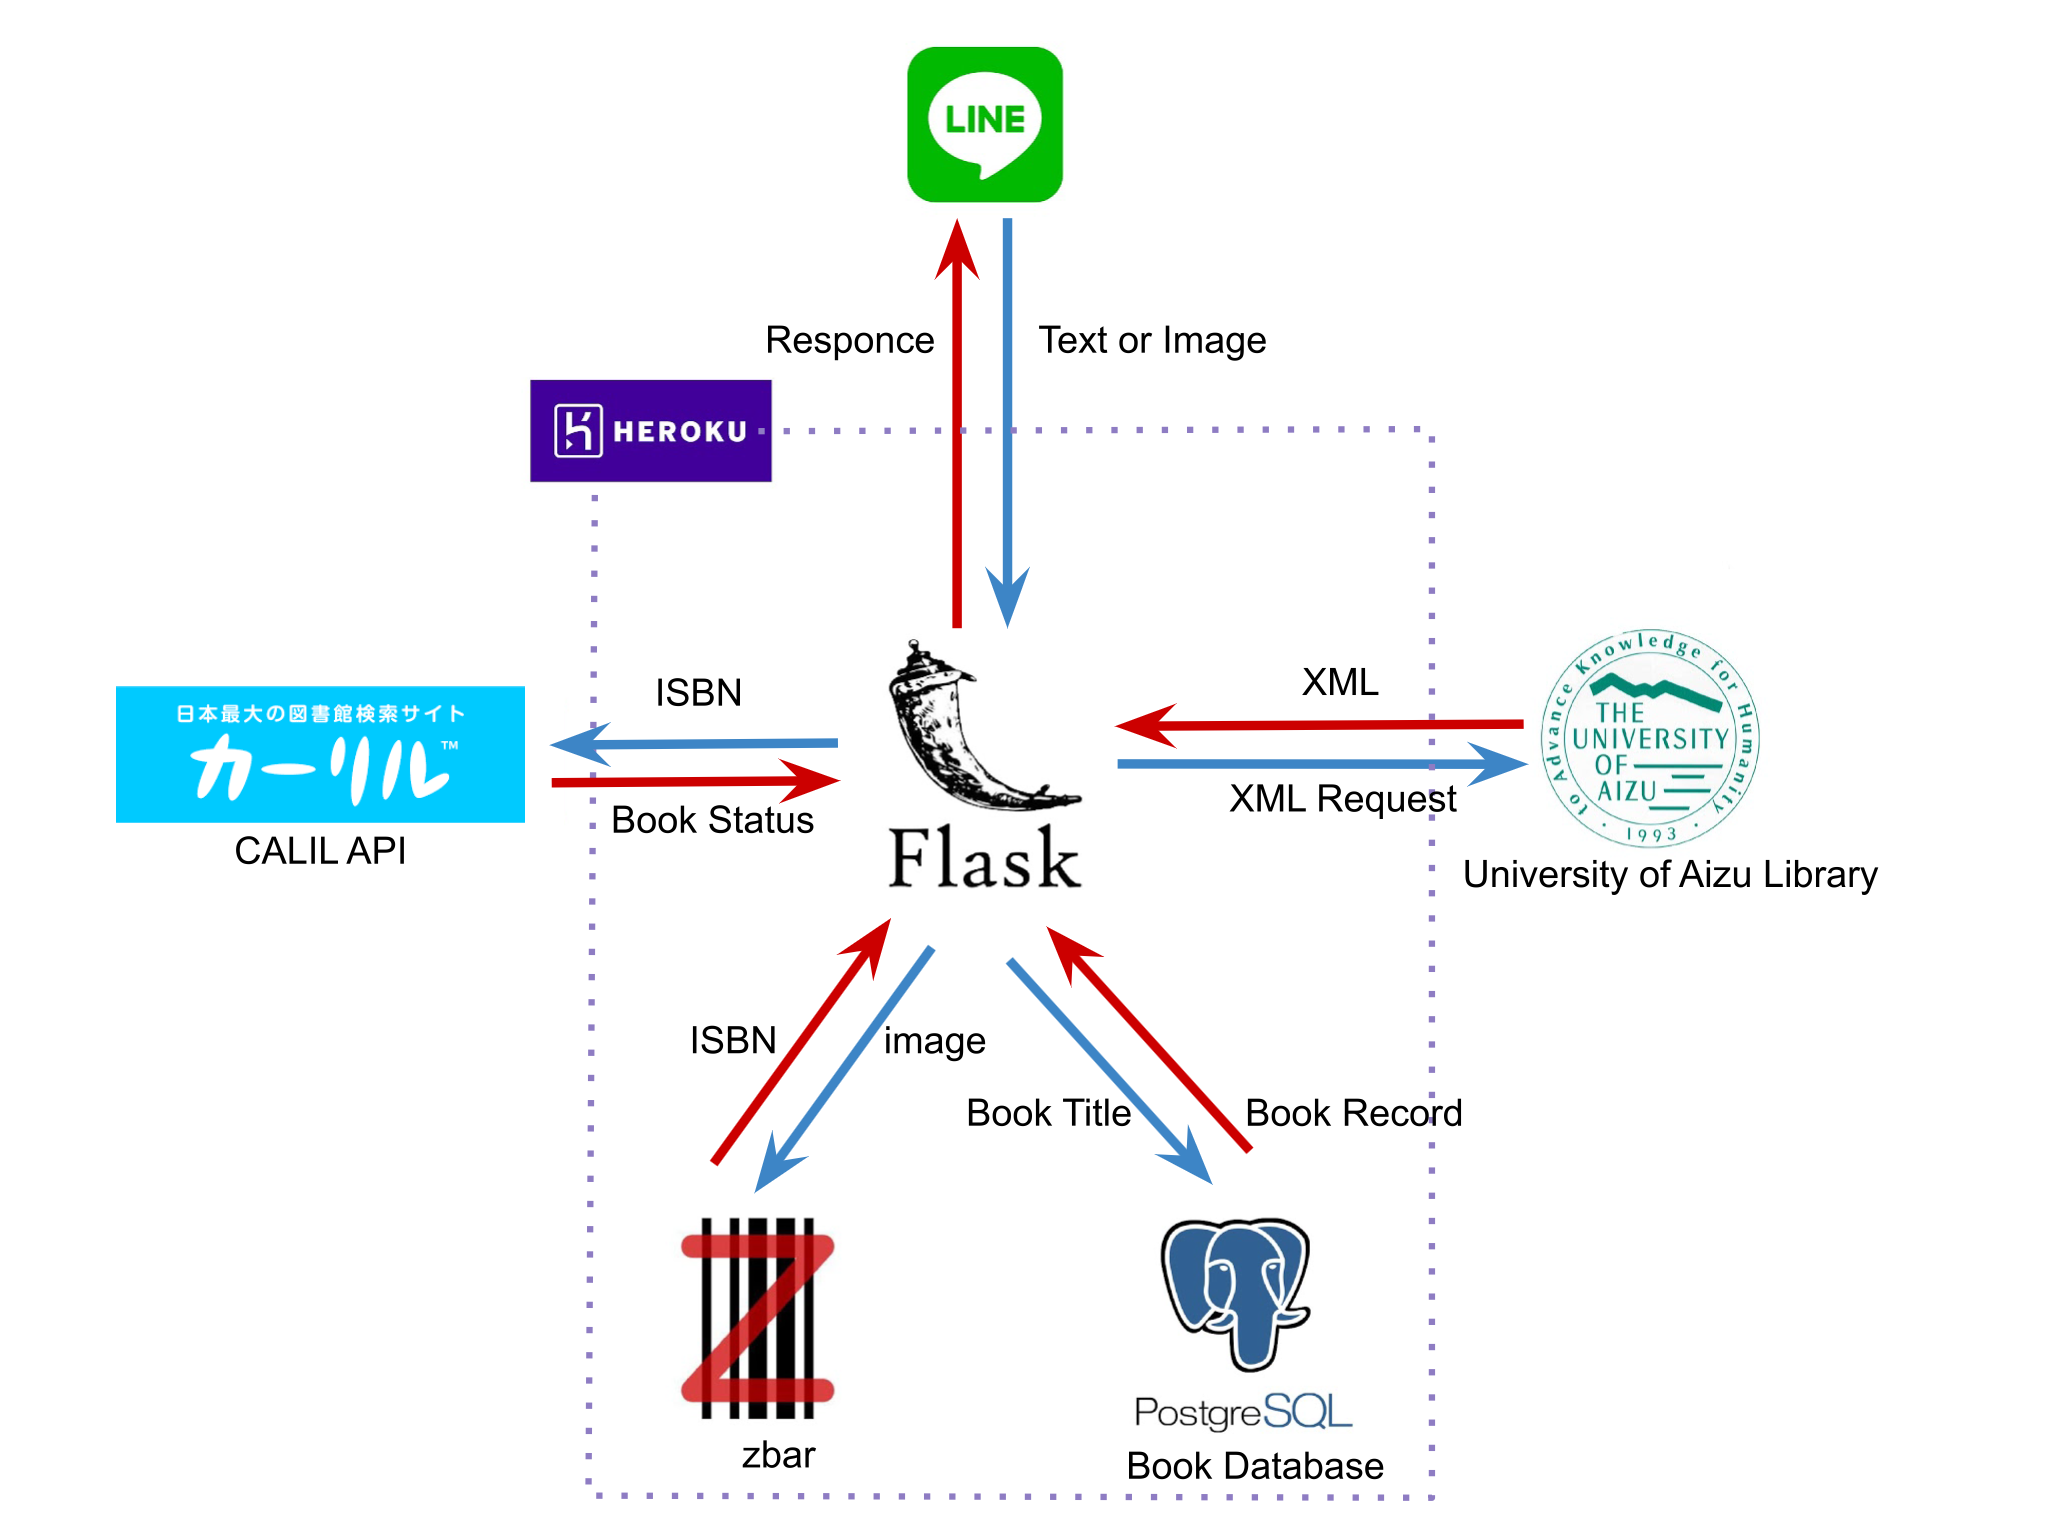 LINE
Responce
Text or Image
HEROKU
ISBN
XML
日本最大の図書館検索サイト
カーリル™
CALIL API
Book Status
Flask
XML Request
to Advance Knowledge for Humanity
THE
UNIVERSITY
OF
AIZU
1993
University of Aizu Library
ISBN
image
Book Title
Book Record
Z
zbar
PostgreSQL
Book Database